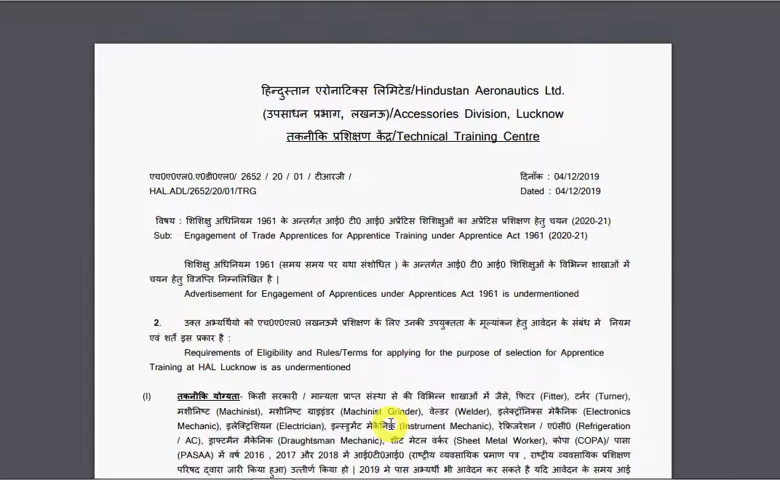 हिन्दुस्तान एरोनाटिक्स लिमिटेड/Hindustan Aeronautics Ltd.
(उपसाधन प्रभाग, लखनऊ)/Accessories Division, Lucknow
तकनीकि प्रशिक्षण केंद्र/Technical Training Centre
एच0ए0एल0.ए0डी0एल0/ 2652 / 20 / 01 / टीआरजी /
दिनाँक : 04/12/2019
HAL.ADL/2652/20/01/TRG
Dated : 04/12/2019
विषय : शिशिक्षु अधिनियम 1961 के अन्तर्गत आई0 टी0 आई0 अप्रेंटिस शिशिक्षुओं का अप्रेंटिस प्रशिक्षण हेतु चयन (2020-21)
Sub: Engagement of Trade Apprentices for Apprentice Training under Apprentice Act 1961 (2020-21)
शिशिक्षु अधिनियम 1961 (समय समय पर यथा संशोधित ) के अन्तर्गत आई0 टी0 आई0 शिशिक्षुओं के विभिन्न शाखाओं में
चयन हेतु विज्ञप्ति निम्नलिखित है |
Advertisement for Engagement of Apprentices under Apprentices Act 1961 is undermentioned
2. उक्त अभ्यर्थियो को एच0ए0एल0 लखनऊमें प्रशिक्षण के लिए उनकी उपयुक्तता के मूल्यांकन हेतु आवेदन के संबंध मे नियम
एवं शर्तें इस प्रकार है :
Requirements of Eligibility and Rules/Terms for applying for the purpose of selection for Apprentice
Training at HAL Lucknow is as undermentioned
(I) तकनीकि योग्यता- किसी सरकारी / मान्यता प्राप्त संस्था से की विभिन्न शाखाओं में जैसे, फिटर (Fitter), टर्नर (Turner),
मशीनिष्ट (Machinist), मशीनिष्ट ग्राइइंडर (Machinist Grinder), वेल्डर (Welder), इलेक्ट्रॉनिक्स मेकैनिक (Electronics
Mechanic), इलेक्ट्रिशियन (Electrician), इन्स्ट्रूमेंट मेकैनिक (Instrument Mechanic), रेफ्रिजरेशन / ए0सी0 (Refrigeration
/ AC), ड्राफ्टमैन मैकेनिक (Draughtsman Mechanic), शीट मेटल वर्कर (Sheet Metal Worker), कोपा (COPA)/ पासा
(PASAA) में वर्ष 2016 , 2017 और 2018 में आई0टी0आई0 (राष्ट्रीय व्यवसायिक प्रमाण पत्र , राष्ट्रीय व्यवसायिक प्रशिक्षण
परिषद द्वारा जारी किया हुआ) उत्तीर्ण किया हो | 2019 मे पास अभ्यर्थी भी आवेदन कर सकते है यदि आवेदन के समय आई